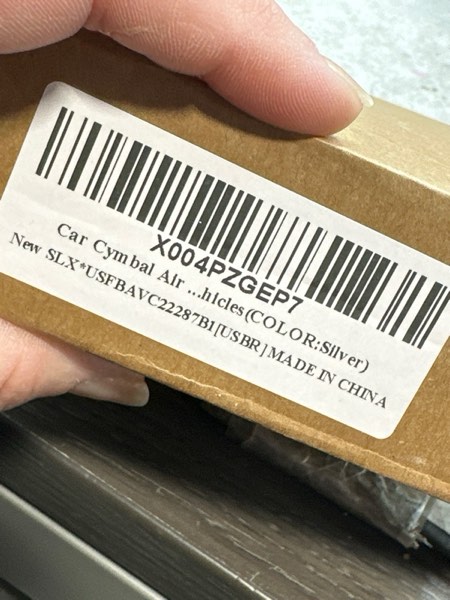 X004PZGEP7
Car Cymbal Air ...hicles(COLOR:Silver)
New SLX*USFBAVC22287B1[USBR] MADE IN CHINA